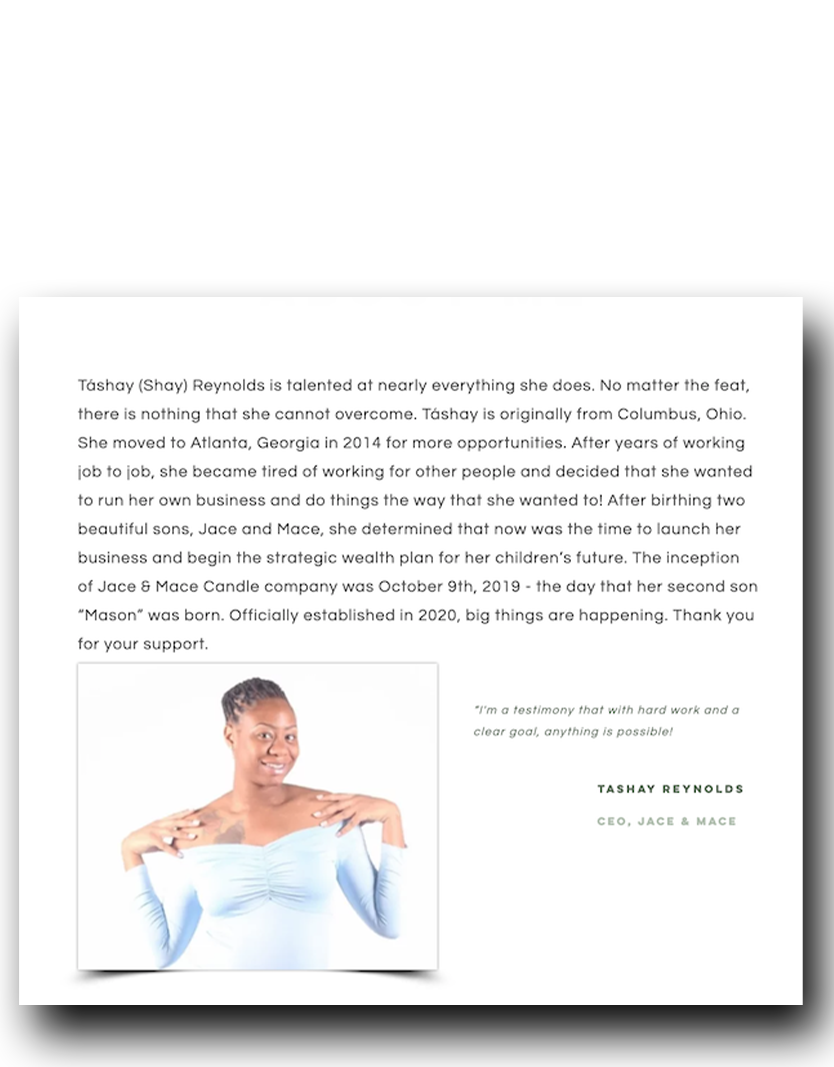 Táshay (Shay) Reynolds is talented at nearly everything she does. No matter the feat,
there is nothing that she cannot overcome. Táshay is originally from Columbus, Ohio.
She moved to Atlanta, Georgia in 2014 for more opportunities. After years of working
job to job, she became tired of working for other people and decided that she wanted
to run her own business and do things the way that she wanted to! After birthing two
beautiful sons, Jace and Mace, she determined that now was the time to launch her
business and begin the strategic wealth plan for her children’s future. The inception
of Jace & Mace Candle company was October 9th, 2019 - the day that her second son
“Mason” was born. Officially established in 2020, big things are happening. Thank you
for your support.
"I'm a testimony that with hard work and a
clear goal, anything is possible!
TASHAY REYNOLDS
CEO, JACE & MACE